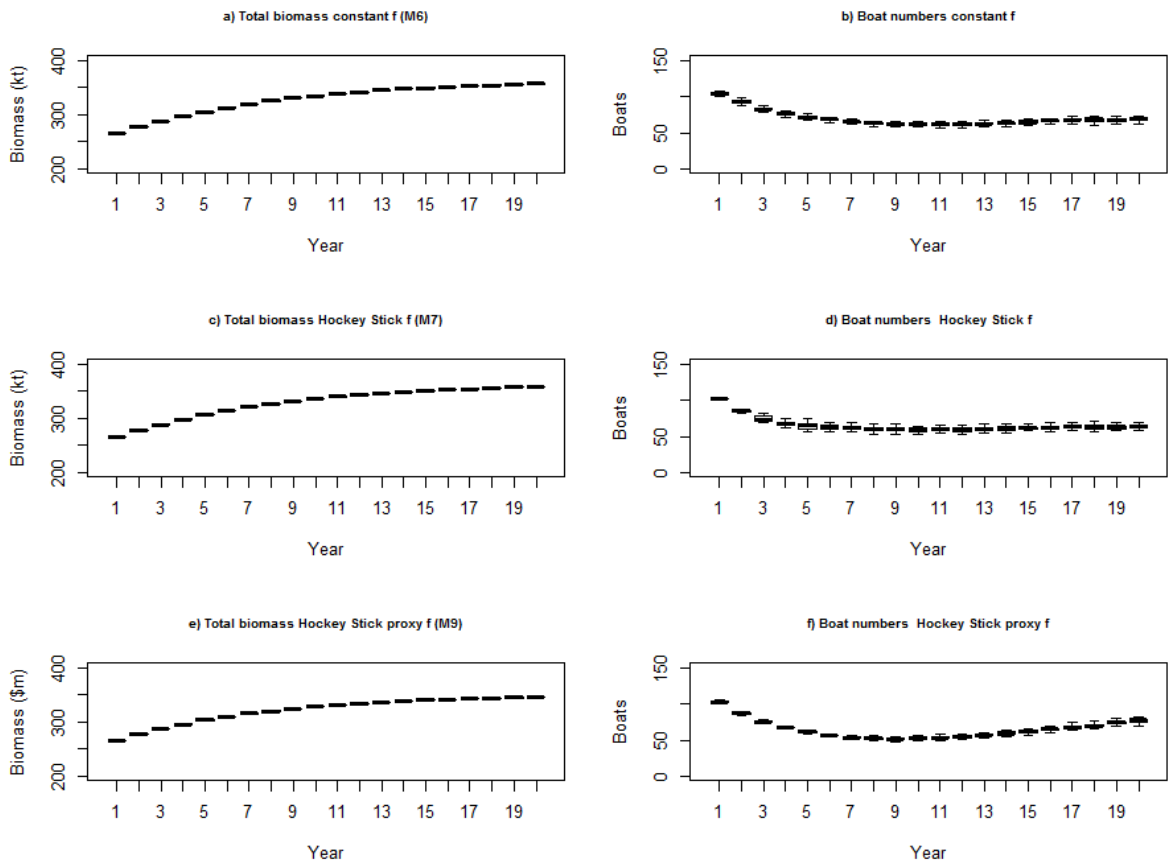 a) Total biomass constant f (M6)
Biomass (kt)
400
300
200
1 3 5 7 9 11 13 15 17 19
Year
b) Boat numbers constant f
Boats
150
50
0
1 3 5 7 9 11 13 15 17 19
Year
c) Total biomass Hockey Stick f (M7)
Biomass (kt)
400
300
200
1 3 5 7 9 11 13 15 17 19
Year
d) Boat numbers Hockey Stick f
Boats
150
50
0
1 3 5 7 9 11 13 15 17 19
Year
e) Total biomass Hockey Stick proxy f (M9)
Biomass ($m)
400
300
200
1 3 5 7 9 11 13 15 17 19
Year
f) Boat numbers Hockey Stick proxy f
Boats
150
50
0
1 3 5 7 9 11 13 15 17 19
Year